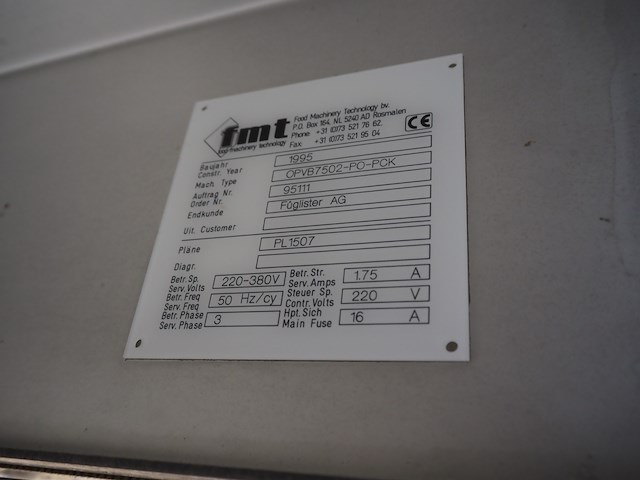 fmt
food machinery technology
Food Machinery Technology bv.
P.O. Box 164, NL 5240 AD Rosmalen
Phone +31 (0)73 521 76 62.
Fax: +31 (0)73 521 95 04
CE
Baujahr
Constr. Year 1995
Mach. Type OPVB7502-PO-PCK
Auftrag Nr.
Order Nr. 95111
Endkunde Füglister AG
Uit. Customer
Pläne PL1507
Diagr.
Betr.Sp. 220-380V Betr.Str. 1.75 A
Serv.Volts Serv.Amps
Betr.Freq 50 Hz/cy Steuer Sp. 220 V
Serv.Freq Contr.Volts
Betr.Phase 3 Hpt.Sich 16 A
Serv.Phase Main Fuse